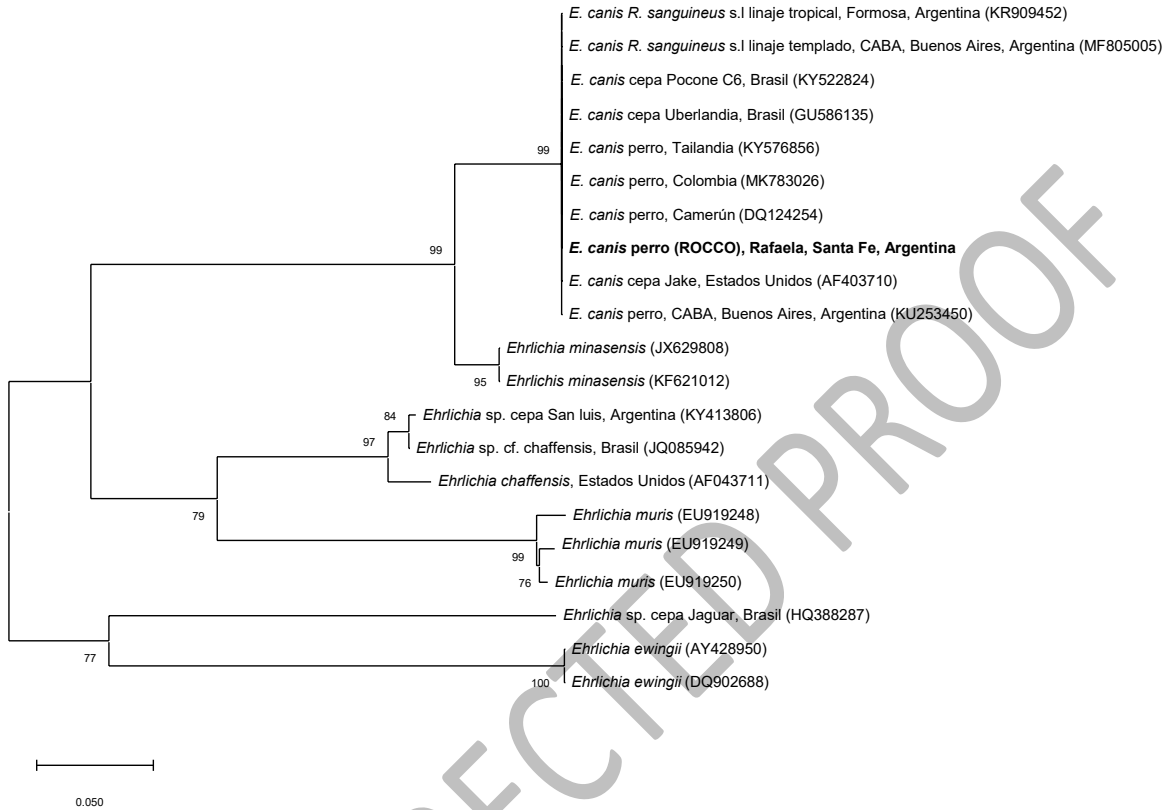 E. canis R. sanguineus s.l linaje tropical, Formosa, Argentina (KR909452)
E. canis R. sanguineus s.l linaje templado, CABA, Buenos Aires, Argentina (MF805005)
E. canis cepa Pocone C6, Brasil (KY522824)
E. canis cepa Uberlandia, Brasil (GU586135)
99
E. canis perro, Tailandia (KY576856)
E. canis perro, Colombia (MK783026)
E. canis perro, Camerún (DQ124254)
99
E. canis perro (ROCCO), Rafaela, Santa Fe, Argentina
E. canis cepa Jake, Estados Unidos (AF403710)
E. canis perro, CABA, Buenos Aires, Argentina (KU253450)
Ehrlichia minasensis (JX629808)
95
Ehrlichis minasensis (KF621012)
84
Ehrlichia sp. cepa San luis, Argentina (KY413806)
97
Ehrlichia sp. cf. chaffensis, Brasil (JQ085942)
Ehrlichia chaffensis, Estados Unidos (AF043711)
79
Ehrlichia muris (EU919248)
99
Ehrlichia muris (EU919249)
76
Ehrlichia muris (EU919250)
Ehrlichia sp. cepa Jaguar, Brasil (HQ388287)
77
Ehrlichia ewingii (AY428950)
100
Ehrlichia ewingii (DQ902688)
0.050
ECTED PROOF